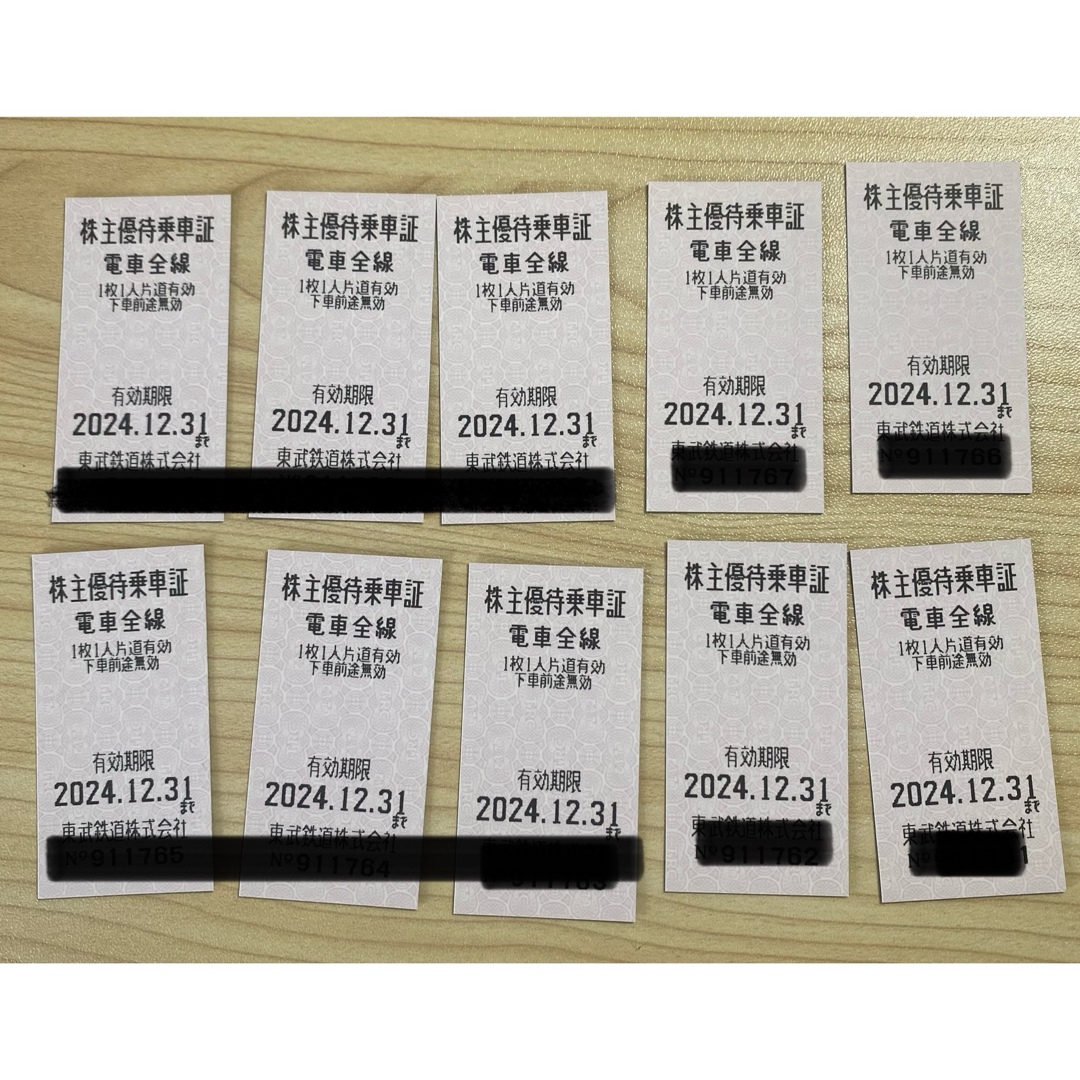 株主優待乗車証
電車全線
1枚1人片道有効
下車前途無効
有効期限
2024.12.31まで
東武鉄道株式会社
株主優待乗車証
電車全線
1枚1人片道有効
下車前途無効
有効期限
2024.12.31まで
東武鉄道株式会社
株主優待乗車証
電車全線
1枚1人片道有効
下車前途無効
有効期限
2024.12.31まで
東武鉄道株式会社
株主優待乗車証
電車全線
1枚1人片道有効
下車前途無効
有効期限
2024.12.31まで
東武鉄道株式会社
№911767
株主優待乗車証
電車全線
1枚1人片道有効
下車前途無効
有効期限
2024.12.31まで
東武鉄道株式会社
№911766
株主優待乗車証
電車全線
1枚1人片道有効
下車前途無効
有効期限
2024.12.31まで
東武鉄道株式会社
№911765
株主優待乗車証
電車全線
1枚1人片道有効
下車前途無効
有効期限
2024.12.31まで
東武鉄道株式会社
№911764
株主優待乗車証
電車全線
1枚1人片道有効
下車前途無効
有効期限
2024.12.31まで
株主優待乗車証
電車全線
1枚1人片道有効
下車前途無効
有効期限
2024.12.31まで
東武鉄道株式会社
№911762
株主優待乗車証
電車全線
1枚1人片道有効
下車前途無効
有効期限
2024.12.31まで
東武鉄道株式会社